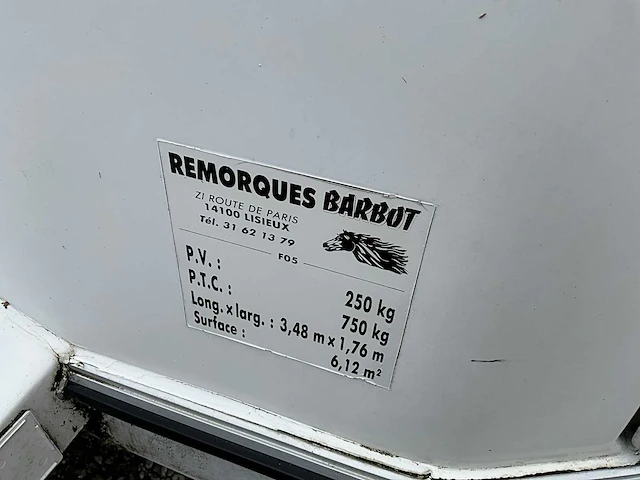 REMORQUES BARBOT
ZI ROUTE DE PARIS
14100 LISIEUX
Tél. 31 62 13 79
F05
P.V. : 250 kg
P.T.C. : 750 kg
Long. x larg. : 3,48 m x 1,76 m
Surface : 6,12 m²